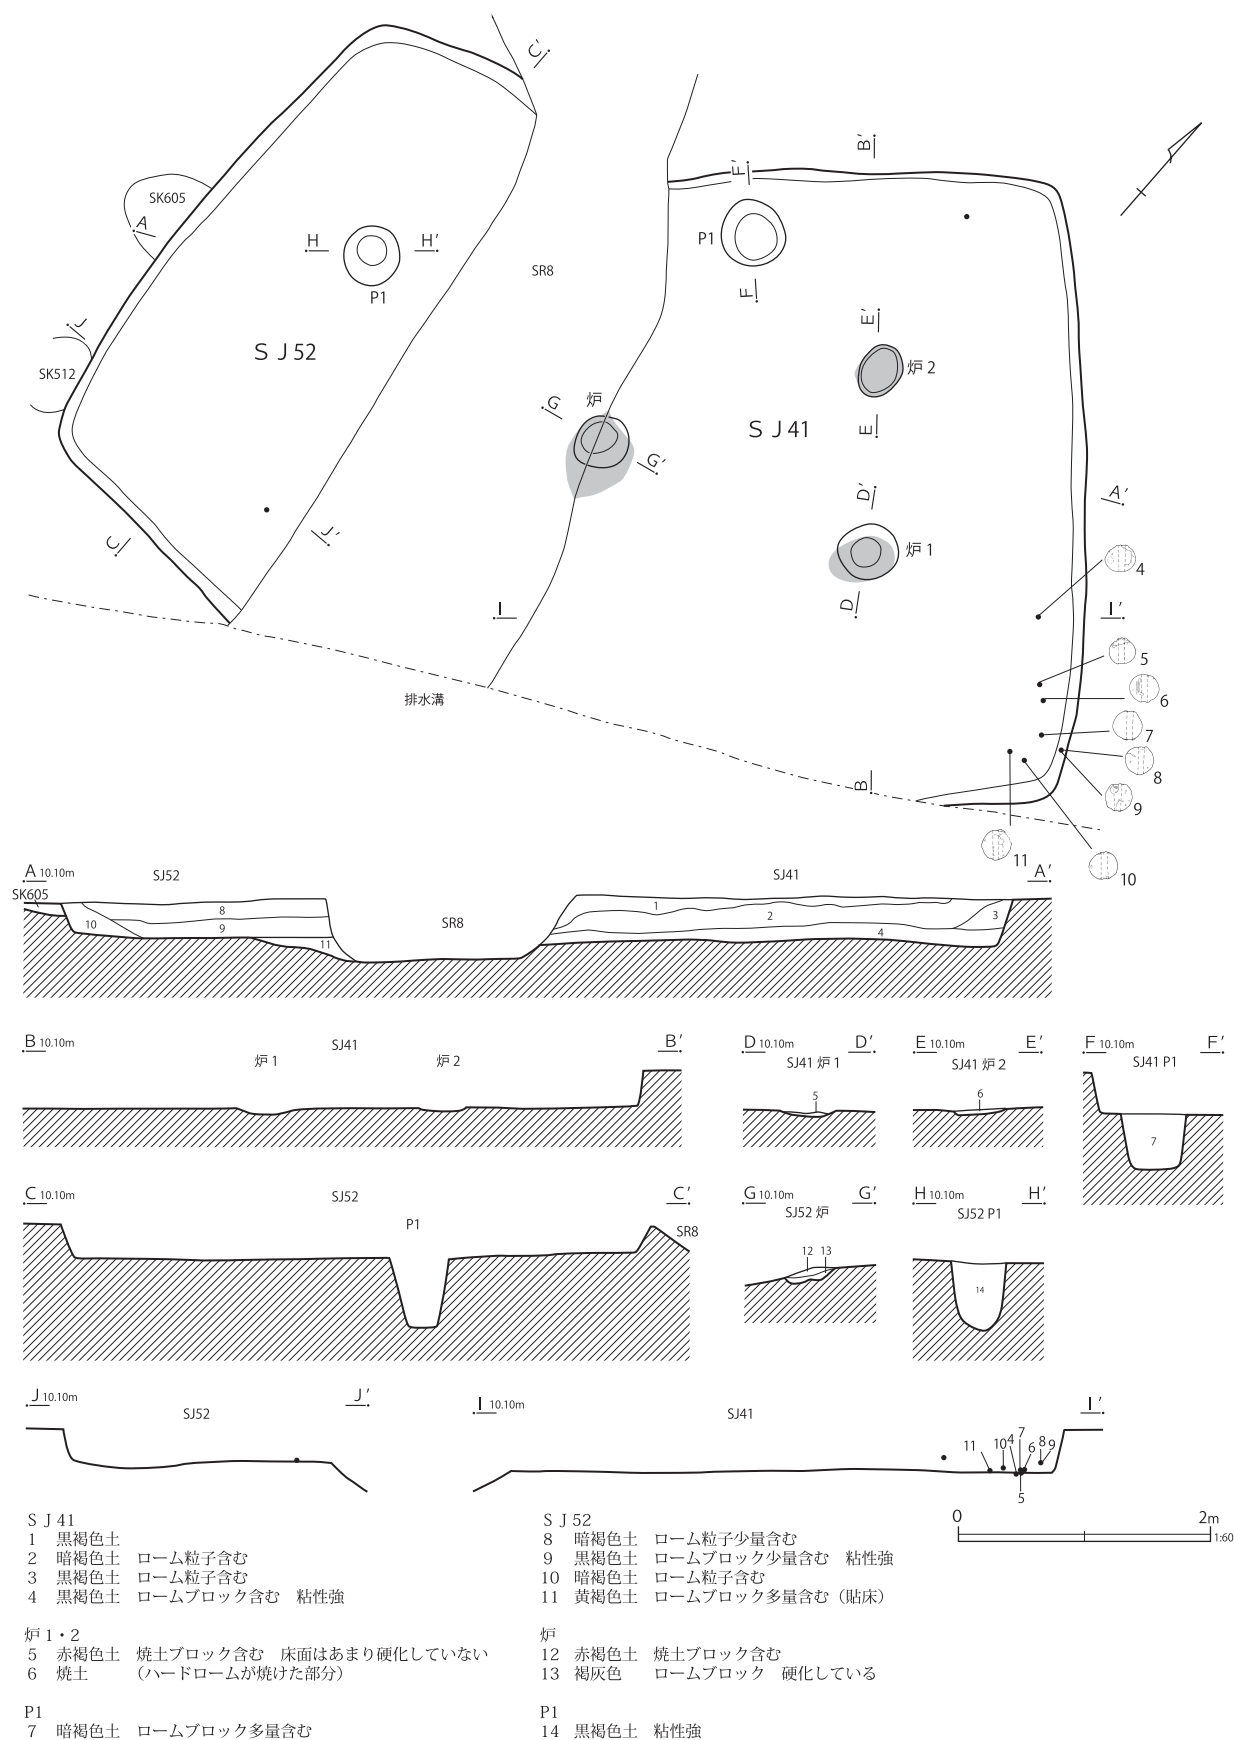 C′
SK605
A
H H′
P1
J
SK512
ＳＪ52
C
J′
SR8
G 炉
G′
I
排水溝
B′
F′
P1
F
E′
炉 2
E
ＳＪ41
D′
炉 1
D
A′
4
I′
5
6
7
8
9
10
11
B
A 10.10m SJ52 SJ41 A′
SK605
8
9
10
11
SR8
1
2
3
4
B 10.10m SJ41 B′
炉 1 炉 2
D 10.10m D′
SJ41 炉 1
5
E 10.10m E′
SJ41 炉 2
6
F 10.10m F′
SJ41 P1
7
C 10.10m SJ52 C′
P1
SR8
G 10.10m G′
SJ52 炉
12 13
H 10.10m H′
SJ52 P1
14
J 10.10m J′
SJ52
I 10.10m I′
SJ41
11 10 4 7 6 8 9
5
ＳＪ41
1 黒褐色土
2 暗褐色土 ローム粒子含む
3 黒褐色土 ローム粒子含む
4 黒褐色土 ロームブロック含む 粘性強
炉 1・2
5 赤褐色土 焼土ブロック含む 床面はあまり硬化していない
6 焼土 （ハードロームが焼けた部分）
P1
7 暗褐色土 ロームブロック多量含む
ＳＪ52
8 暗褐色土 ローム粒子少量含む
9 黒褐色土 ロームブロック少量含む 粘性強
10 暗褐色土 ローム粒子含む
11 黄褐色土 ロームブロック多量含む（貼床）
炉
12 赤褐色土 焼土ブロック含む
13 褐灰色 ロームブロック 硬化している
P1
14 黒褐色土 粘性強
0 2m
1:60